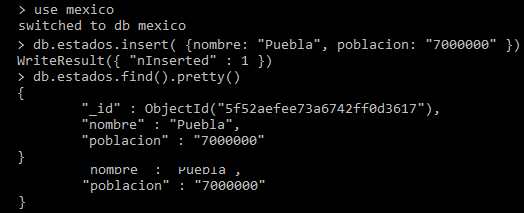 > use mexico
switched to db mexico
> db.estados.insert( {nombre: "Puebla", poblacion: "7000000" })
WriteResult({ "nInserted" : 1 })
> db.estados.find().pretty()
{
"_id" : ObjectId("5f52aefee73a6742ff0d3617"),
"nombre" : "Puebla",
"poblacion" : "7000000"
}
nombre : Puebla ,
"poblacion" : "7000000"
}